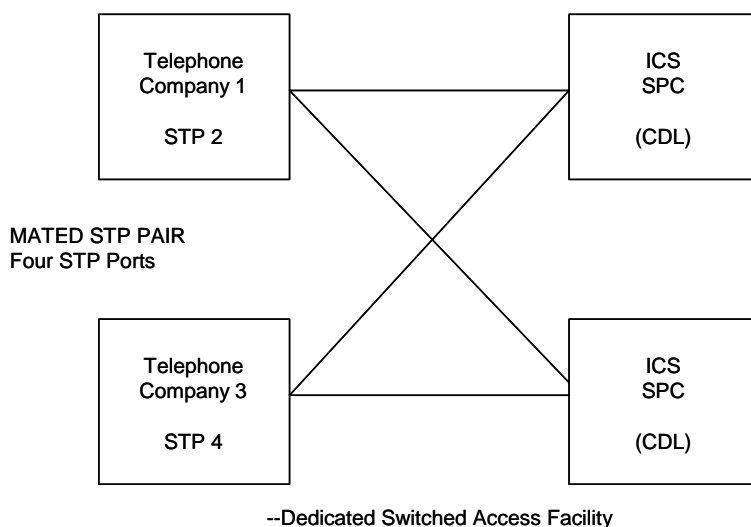 Telephone
Company 1
STP 2
ICS
SPC
(CDL)
MATED STP PAIR
Four STP Ports
Telephone
Company 3
STP 4
ICS
SPC
(CDL)
--Dedicated Switched Access Facility